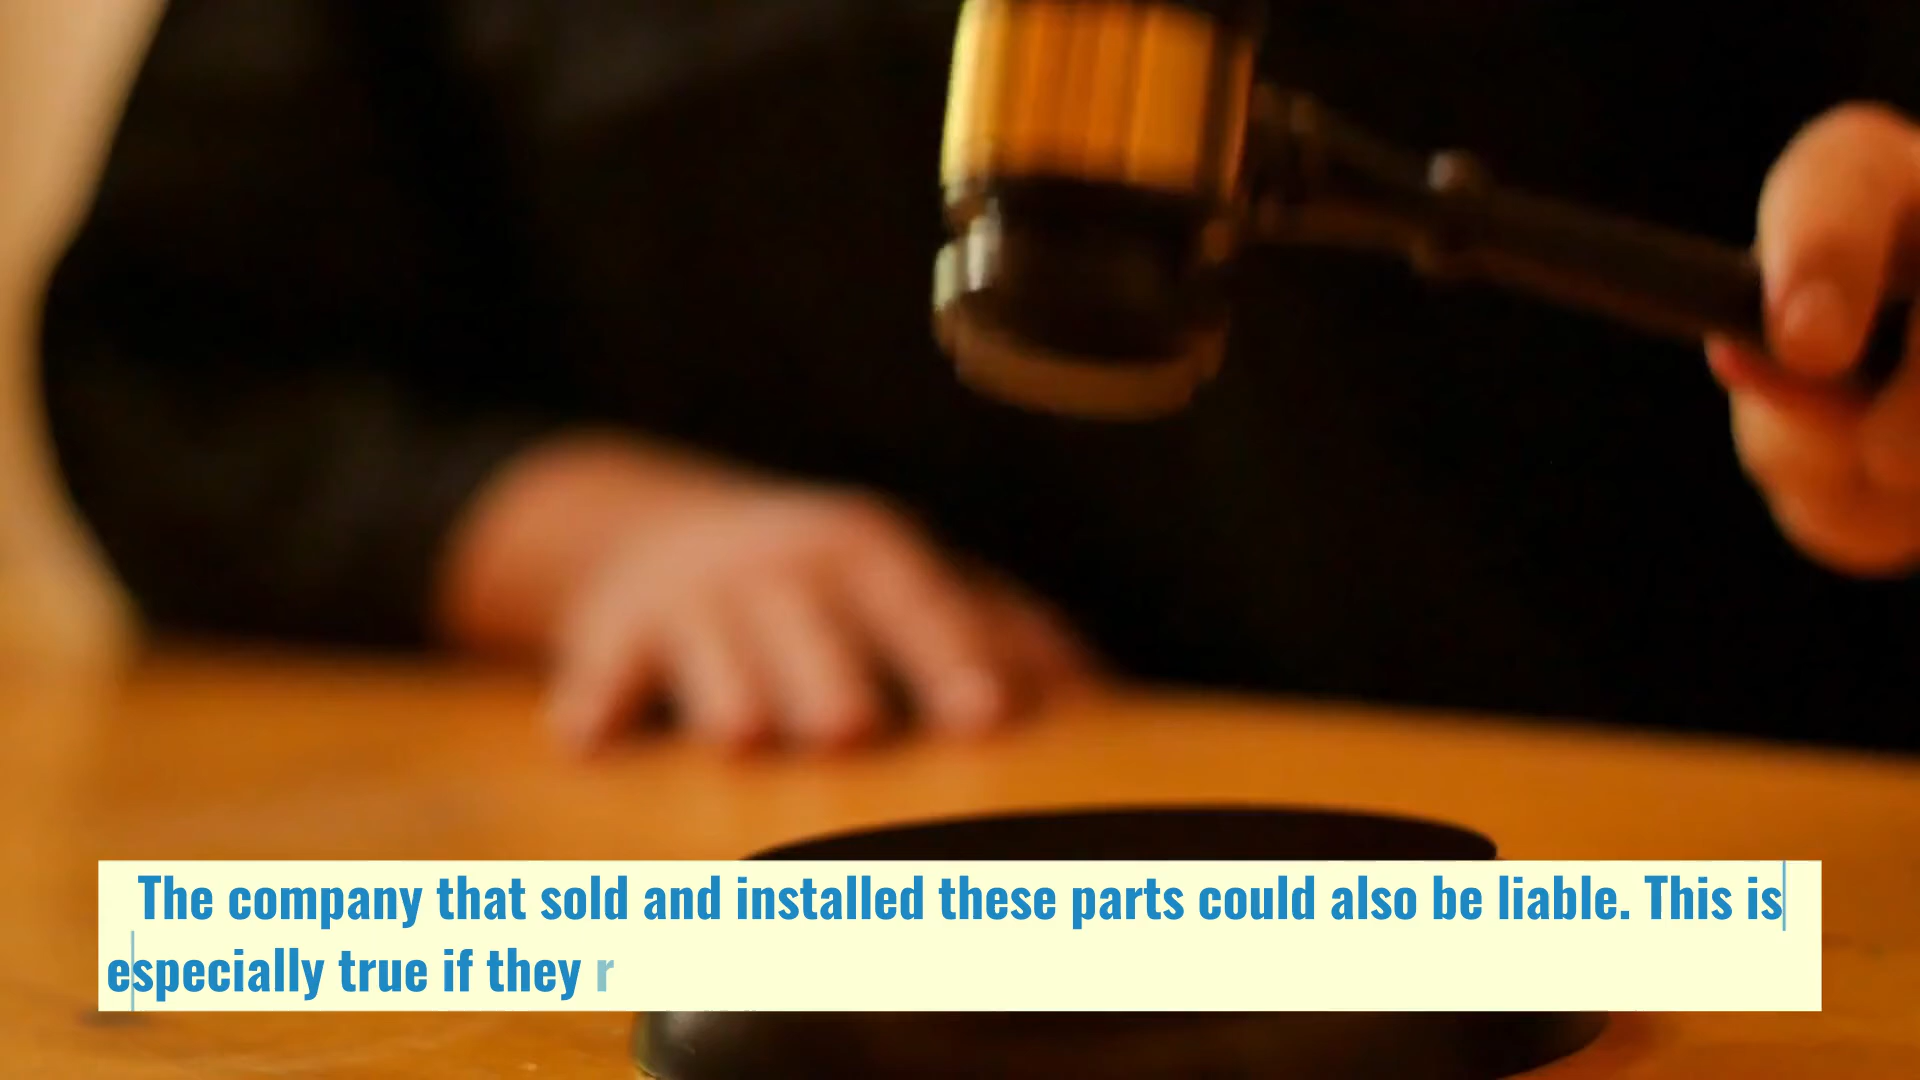 The company that sold and installed these parts could also be liable. This is
especially true if they r